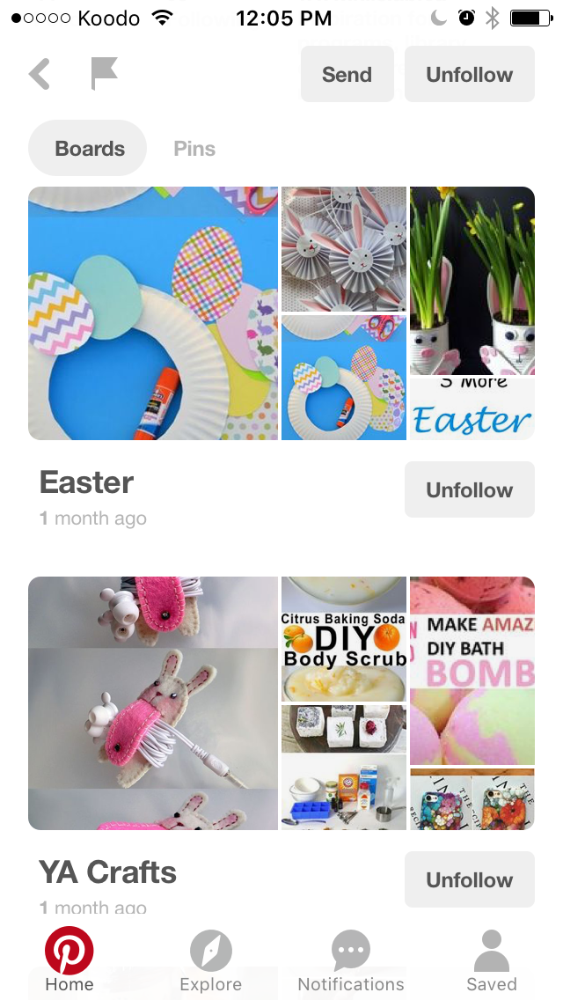 Koodo 12:05 PM
Send Unfollow
Boards Pins
5 More
Easter
Easter
Unfollow
1 month ago
Citrus Baking Soda
DIY
Body Scrub
MAKE AMAZ
DIY BATH
BOMB
YA Crafts
Unfollow
1 month ago
Home Explore Notifications Saved